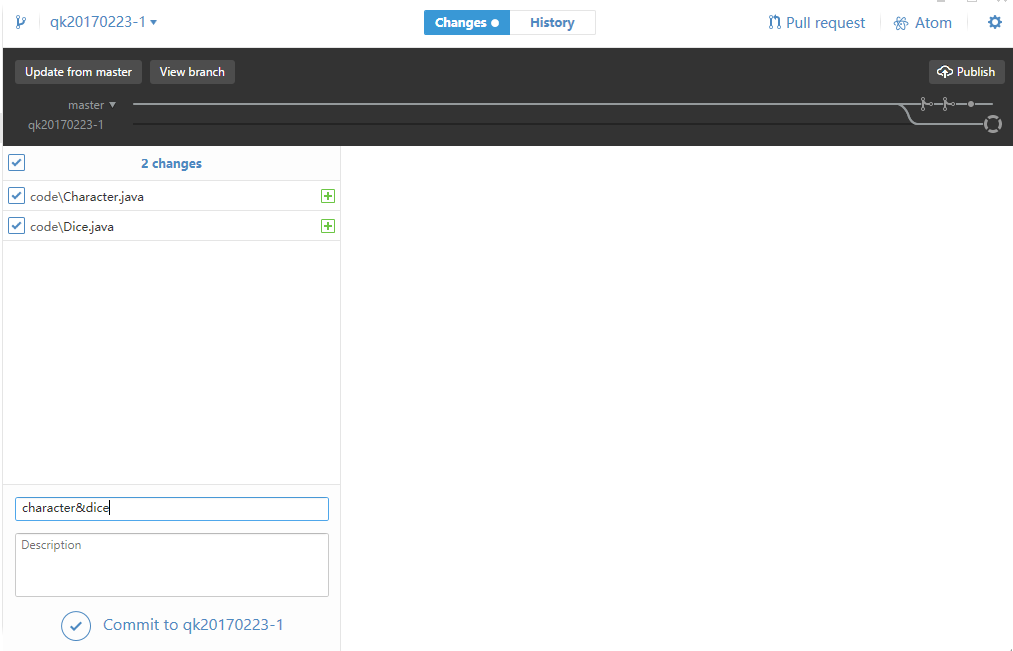 qk20170223-1
Changes
History
Pull request
Atom
Update from master
View branch
Publish
master
qk20170223-1
2 changes
code\Character.java
code\Dice.java
character&dice
Description
Commit to qk20170223-1